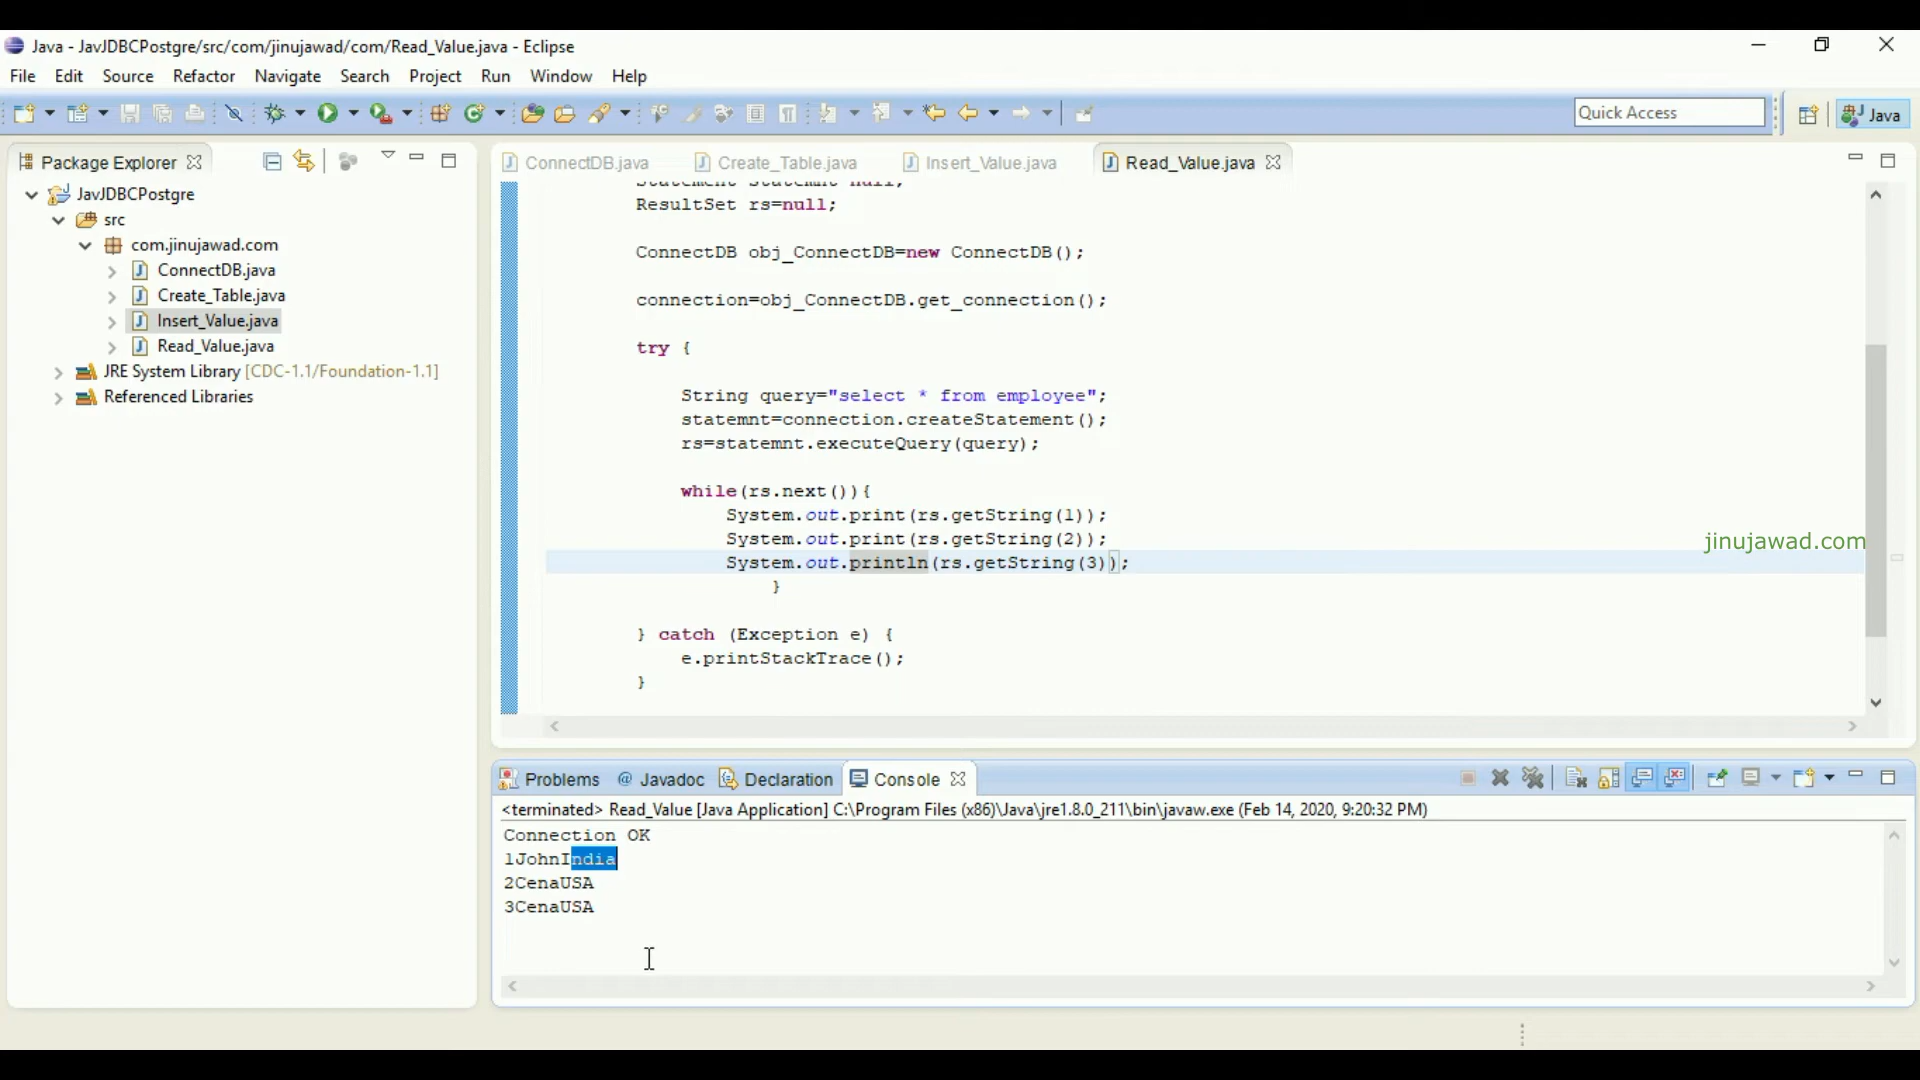 Java - JavJDBCPostgre/src/com/jinujawad/com/Read_Value.java - Eclipse
File Edit Source Refactor Navigate Search Project Run Window Help
Quick Access
Java
Package Explorer
JavJDBCPostgre
src
com.jinujawad.com
ConnectDB.java
Create_Table.java
Insert_Value.java
Read_Value.java
JRE System Library [CDC-1.1/Foundation-1.1]
Referenced Libraries
ConnectDB.java Create_Table.java Insert_Value.java Read_Value.java
ResultSet rs=null;
ConnectDB obj_ConnectDB=new ConnectDB();
connection=obj_ConnectDB.get_connection();
try {
String query="select * from employee";
statemnt=connection.createStatement();
rs=statemnt.executeQuery(query);
while(rs.next()){
System.out.print(rs.getString(1));
System.out.print(rs.getString(2));
System.out.println(rs.getString(3));
}
} catch (Exception e) {
e.printStackTrace();
}
jinujawad.com
Problems @ Javadoc Declaration Console
<terminated> Read_Value [Java Application] C:\Program Files (x86)\Java\jre1.8.0_211\bin\javaw.exe (Feb 14, 2020, 9:20:32 PM)
Connection OK
1JohnIndia
2CenaUSA
3CenaUSA